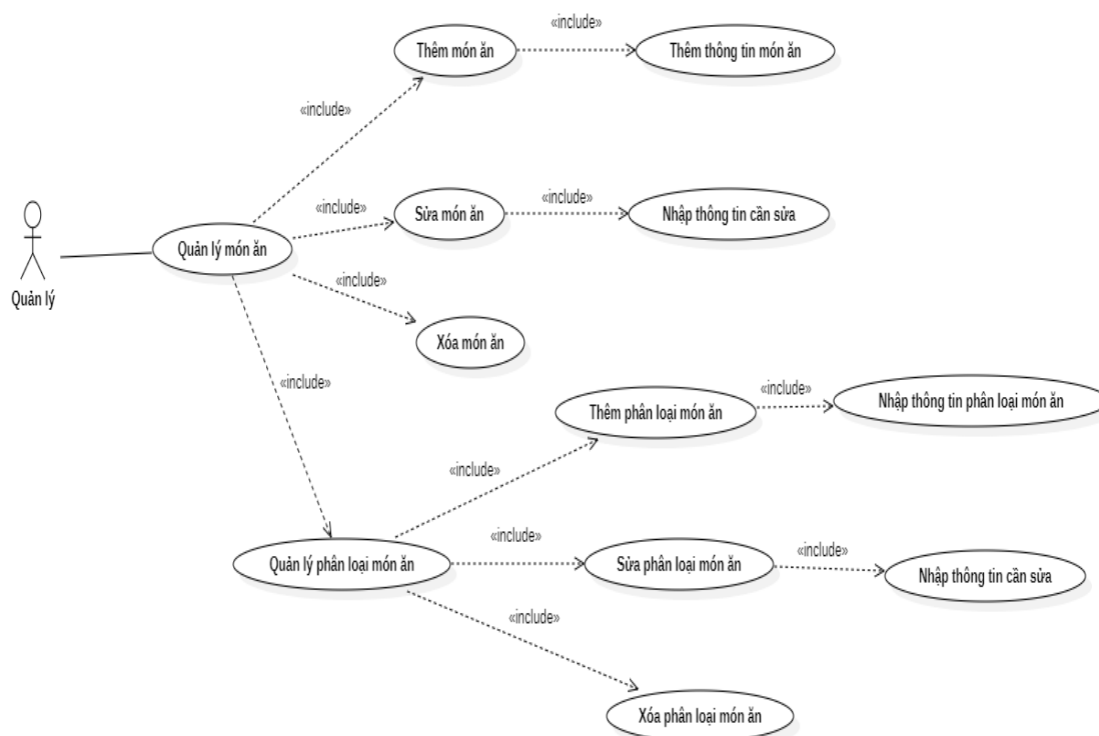 «include»
Thêm món ăn
Thêm thông tin món ăn
«include»
«include»
«include»
Sửa món ăn
Nhập thông tin cần sửa
Quản lý món ăn
Quản lý
«include»
Xóa món ăn
«include»
«include»
Thêm phân loại món ăn
Nhập thông tin phân loại món ăn
«include»
«include»
«include»
Quản lý phân loại món ăn
Sửa phân loại món ăn
Nhập thông tin cần sửa
«include»
Xóa phân loại món ăn